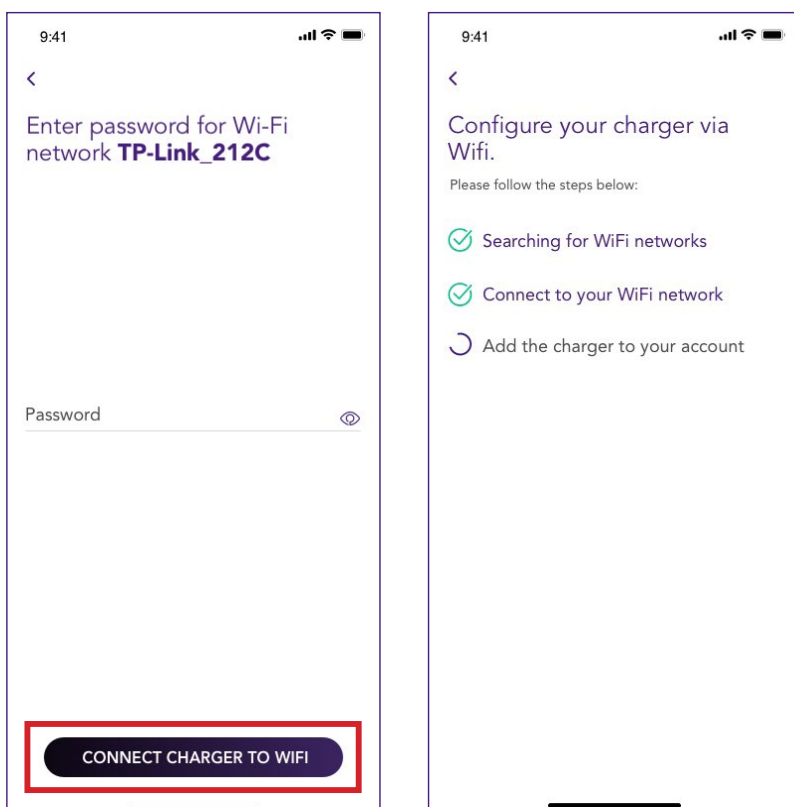 9:41
Enter password for Wi-Fi
network TP-Link_212C
Password
CONNECT CHARGER TO WIFI
9:41
Configure your charger via
Wifi.
Please follow the steps below:
Searching for WiFi networks
Connect to your WiFi network
Add the charger to your account